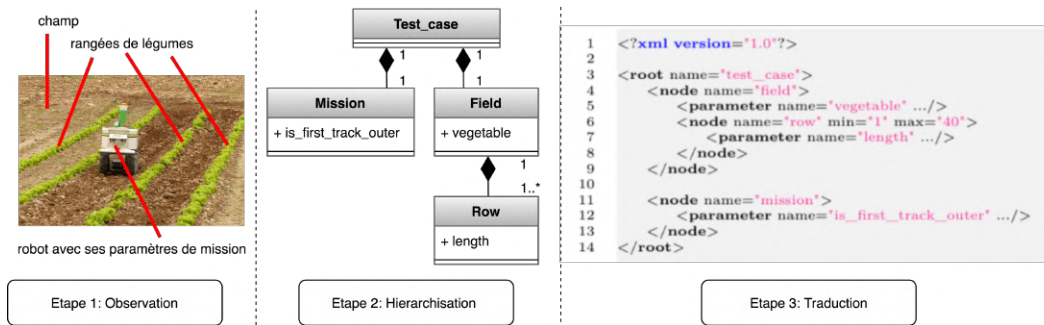 champ
rangées de légumes
robot avec ses paramètres de mission
Etape 1: Observation
Test_case
1
1
1
1
Mission
+ is_first_track_outer
Field
+ vegetable
1
1..*
Row
+ length
Etape 2: Hierarchisation
1 <?xml version="1.0"?>
2
3 <root name="test_case">
4 <node name="field">
5 <parameter name="vegetable" .../>
6 <node name="row" min="1" max="40">
7 <parameter name="length" .../>
8 </node>
9 </node>
10
11 <node name="mission">
12 <parameter name="is_first_track_outer" .../>
13 </node>
14 </root>
Etape 3: Traduction